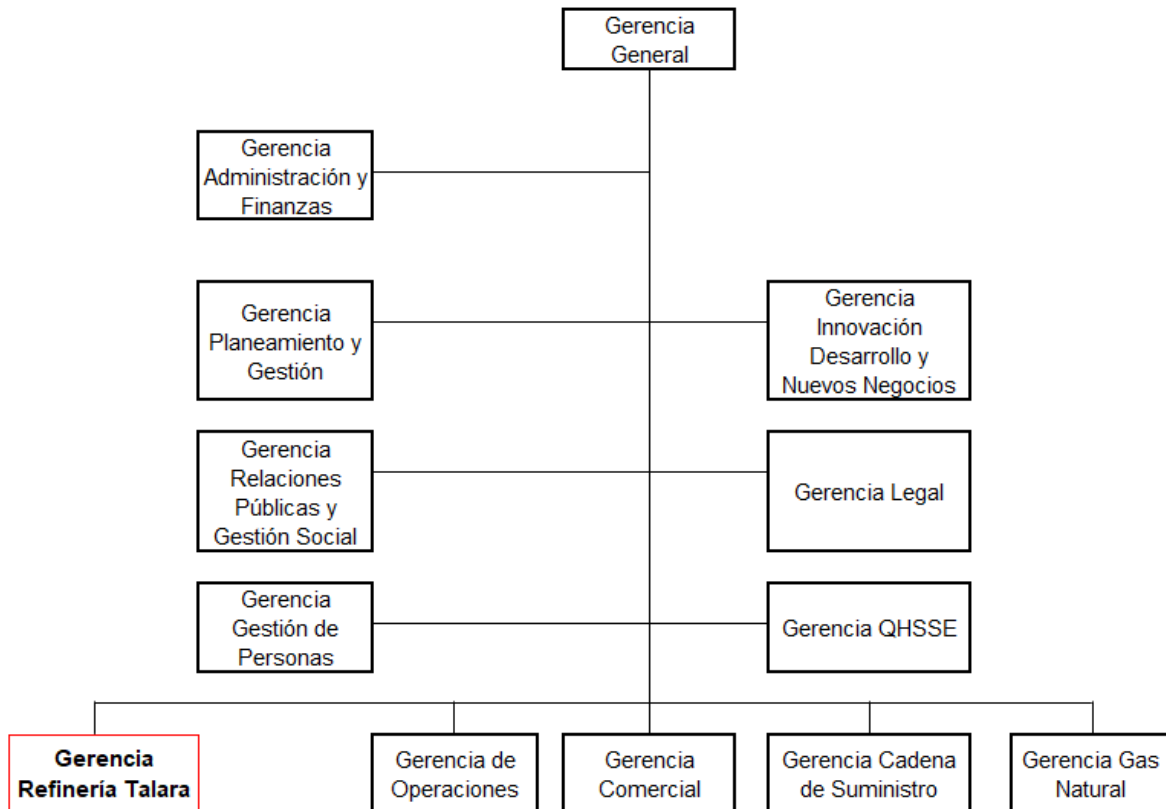 Gerencia
General
Gerencia
Administración y
Finanzas
Gerencia
Planeamiento y
Gestión
Gerencia
Innovación
Desarrollo y
Nuevos Negocios
Gerencia
Relaciones
Públicas y
Gestión Social
Gerencia Legal
Gerencia
Gestión de
Personas
Gerencia QHSSE
Gerencia
Refinería Talara
Gerencia de
Operaciones
Gerencia
Comercial
Gerencia Cadena
de Suministro
Gerencia Gas
Natural